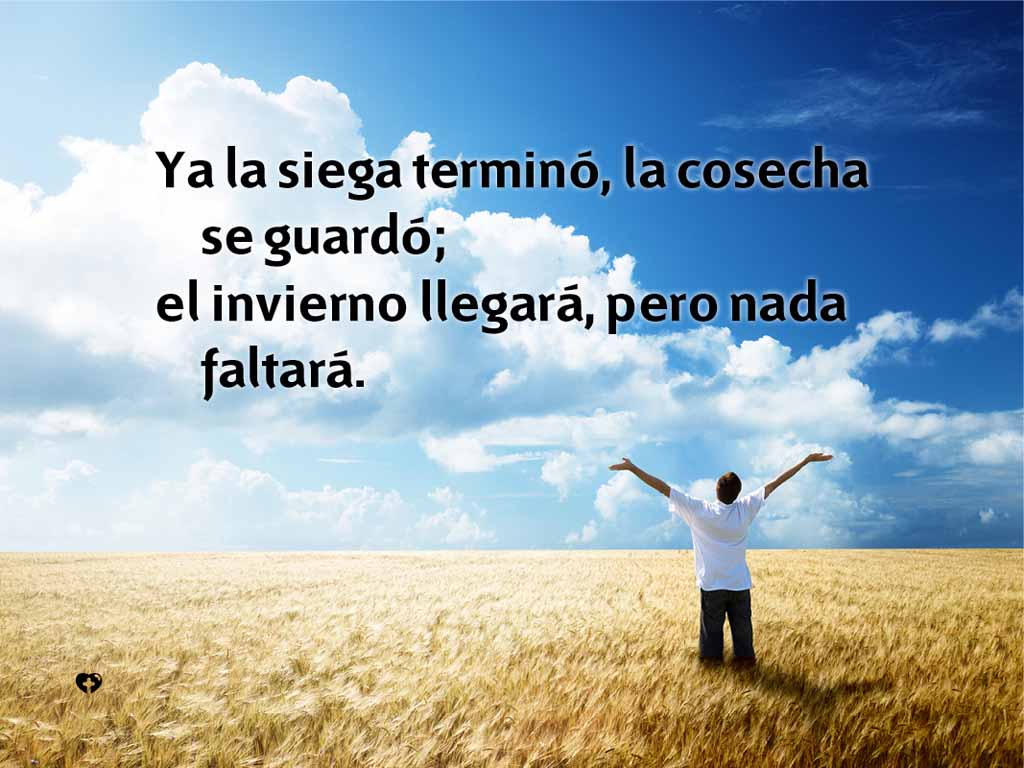 Ya la siega terminó, la cosecha
se guardó;
el invierno llegará, pero nada
faltará.